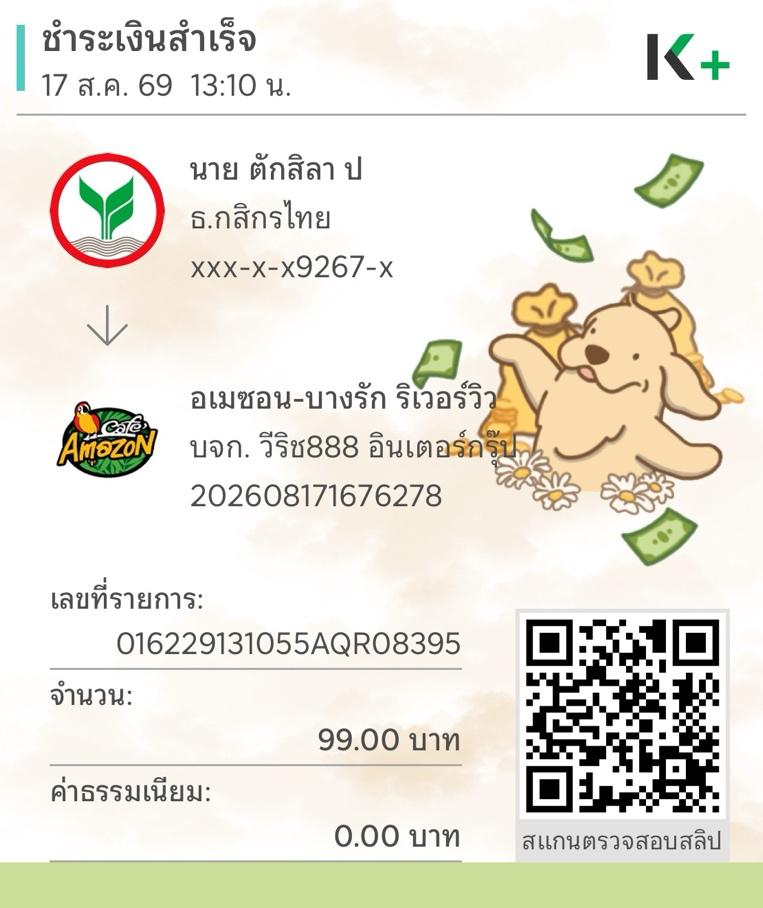 ชำระเงินสำเร็จ
17 ส.ค. 69 13:10 น.
K+
นาย ตักสิลา ป
ธ.กสิกรไทย
xxx-x-x9267-x
Café
Amazon
อเมซอน-บางรัก ริเวอร์วิว
บจก. วีริช888 อินเตอร์กรุ๊ป
202608171676278
เลขที่รายการ:
016229131055AQR08395
จำนวน:
99.00 บาท
ค่าธรรมเนียม:
0.00 บาท
สแกนตรวจสอบสลิป